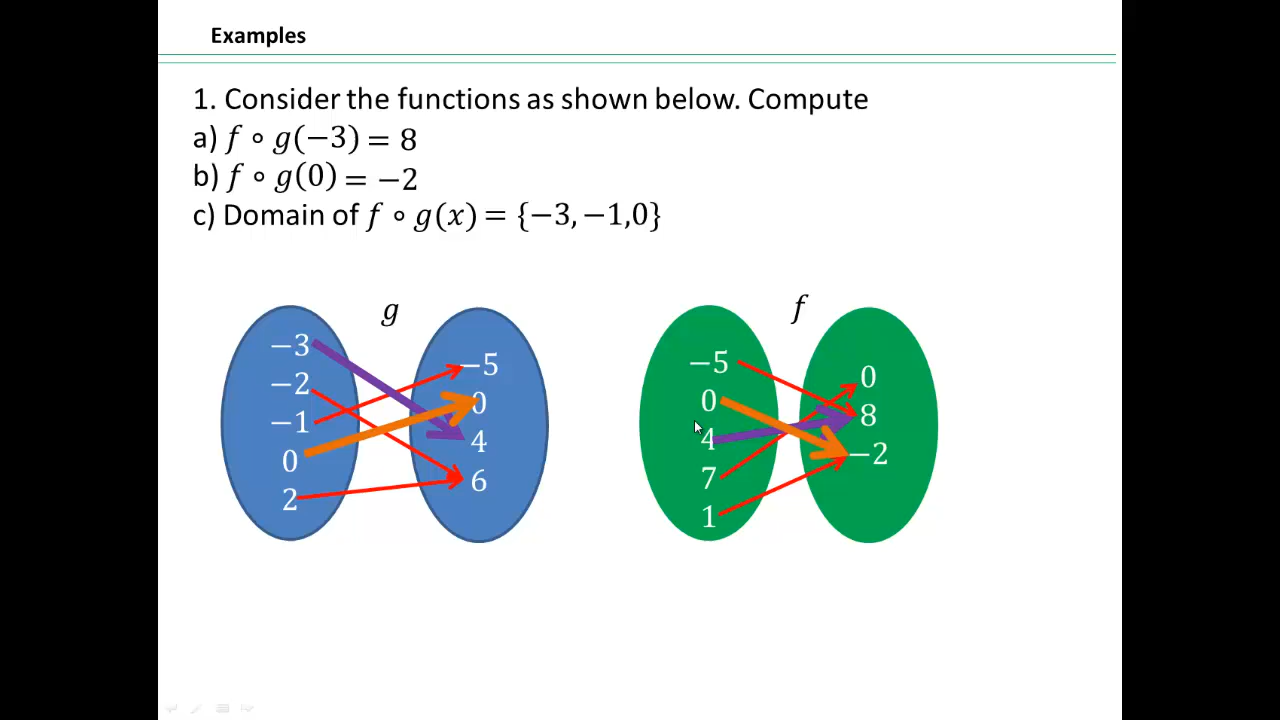 Examples
1. Consider the functions as shown below. Compute
a) f ∘ g(−3) = 8
b) f ∘ g(0) = −2
c) Domain of f ∘ g(x) = {−3, −1,0}
g
f
−3
−2
−1
0
2
−5
0
4
6
−5
0
4
7
1
0
8
−2